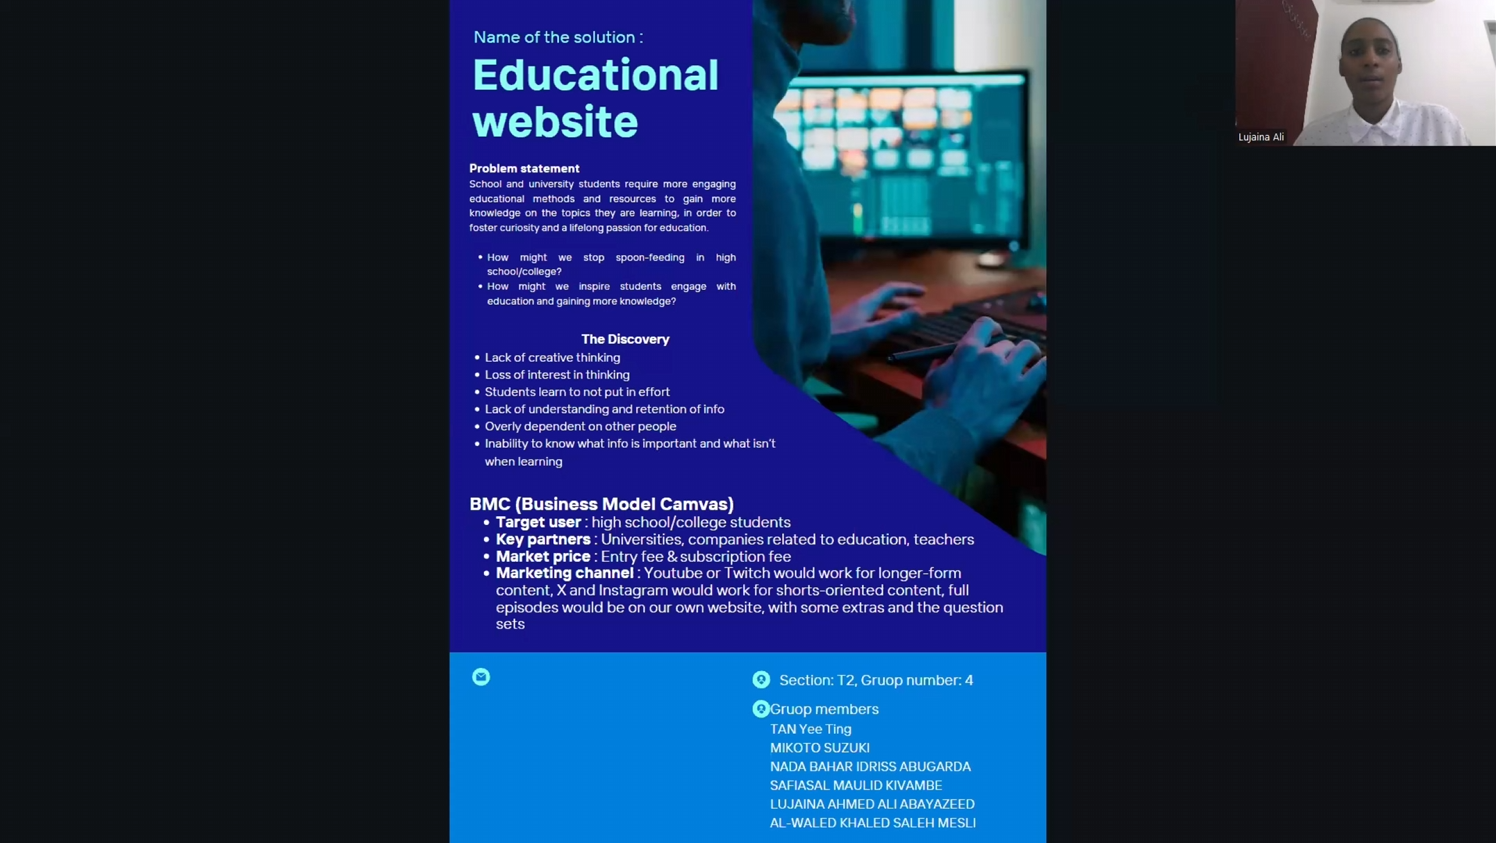 Name of the solution :
Educational
website
Problem statement
School and university students require more engaging
educational methods and resources to gain more
knowledge on the topics they are learning, in order to
foster curiosity and a lifelong passion for education.
• How might we stop spoon-feeding in high
school/college?
• How might we inspire students engage with
education and gaining more knowledge?
The Discovery
• Lack of creative thinking
• Loss of interest in thinking
• Students learn to not put in effort
• Lack of understanding and retention of info
• Overly dependent on other people
• Inability to know what info is important and what isn't
when learning
BMC (Business Model Camvas)
• Target user : high school/college students
• Key partners : Universities, companies related to education, teachers
• Market price : Entry fee & subscription fee
• Marketing channel : Youtube or Twitch would work for longer-form
content, X and Instagram would work for shorts-oriented content, full
episodes would be on our own website, with some extras and the question
sets
Section: T2, Gruop number: 4
Gruop members
TAN Yee Ting
MIKOTO SUZUKI
NADA BAHAR IDRISS ABUGARDA
SAFIASAL MAULID KIVAMBE
LUJAINA AHMED ALI ABAYAZEED
AL-WALED KHALED SALEH MESLI
Lujaina Ali